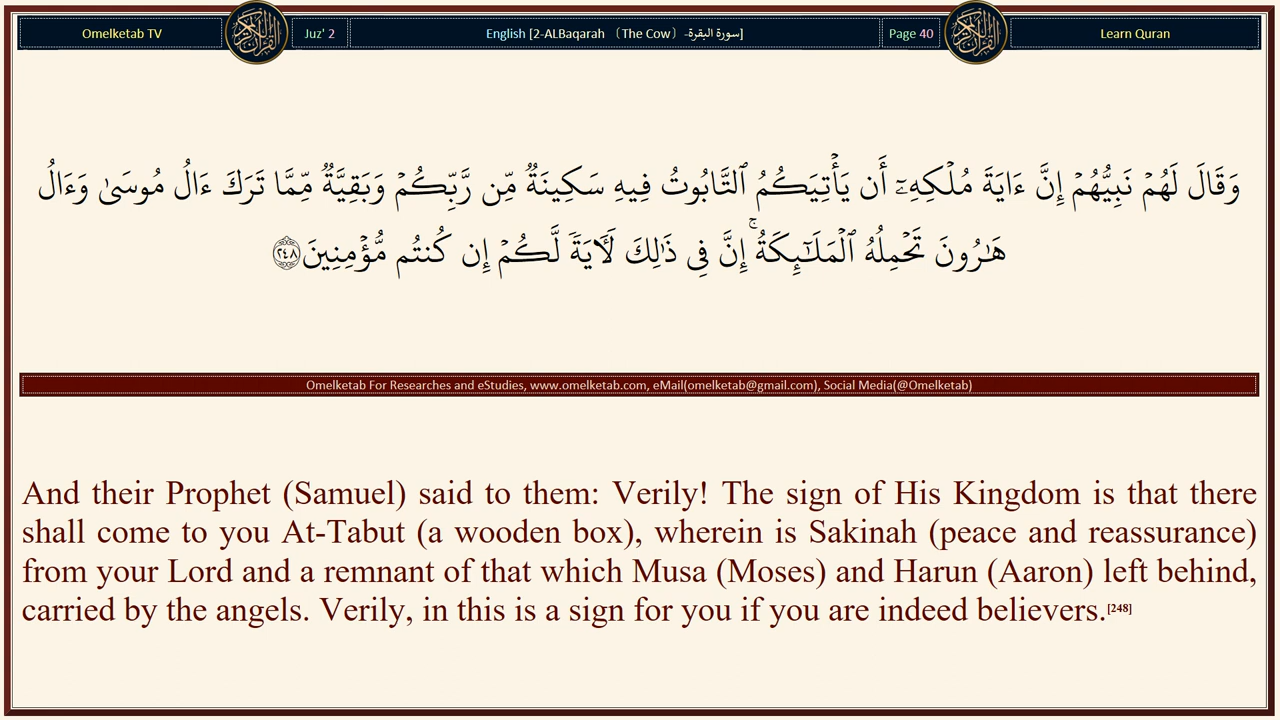 Omelketab TV
Juz' 2
English [2-ALBaqarah （The Cow） -سورة البقرة]
Page 40
Learn Quran
وَقَالَ لَهُمۡ نَبِيُّهُمۡ إِنَّ ءَايَةَ مُلۡكِهِۦٓ أَن يَأۡتِيَكُمُ ٱلتَّابُوتُ فِيهِ سَكِينَةٞ مِّن رَّبِّكُمۡ وَبَقِيَّةٞ مِّمَّا تَرَكَ ءَالُ مُوسَىٰ وَءَالُ
هَٰرُونَ تَحۡمِلُهُ ٱلۡمَلَٰٓئِكَةُۚ إِنَّ فِي ذَٰلِكَ لَأٓيَةٗ لَّكُمۡ إِن كُنتُم مُّؤۡمِنِينَ ٢٤٨
Omelketab For Researches and eStudies, www.omelketab.com, eMail(omelketab@gmail.com), Social Media(@Omelketab)
And their Prophet (Samuel) said to them: Verily! The sign of His Kingdom is that there
shall come to you At-Tabut (a wooden box), wherein is Sakinah (peace and reassurance)
from your Lord and a remnant of that which Musa (Moses) and Harun (Aaron) left behind,
carried by the angels. Verily, in this is a sign for you if you are indeed believers.[248]